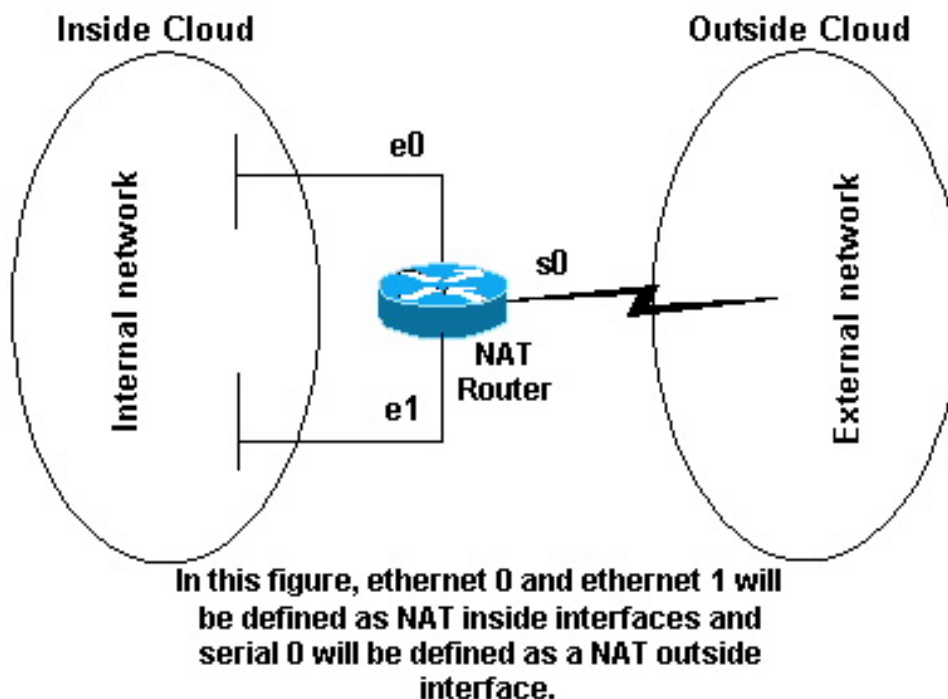 Inside Cloud
Outside Cloud
e0
Internal network
s0
External network
NAT
Router
e1
In this figure, ethernet 0 and ethernet 1 will
be defined as NAT inside interfaces and
serial 0 will be defined as a NAT outside
interface.